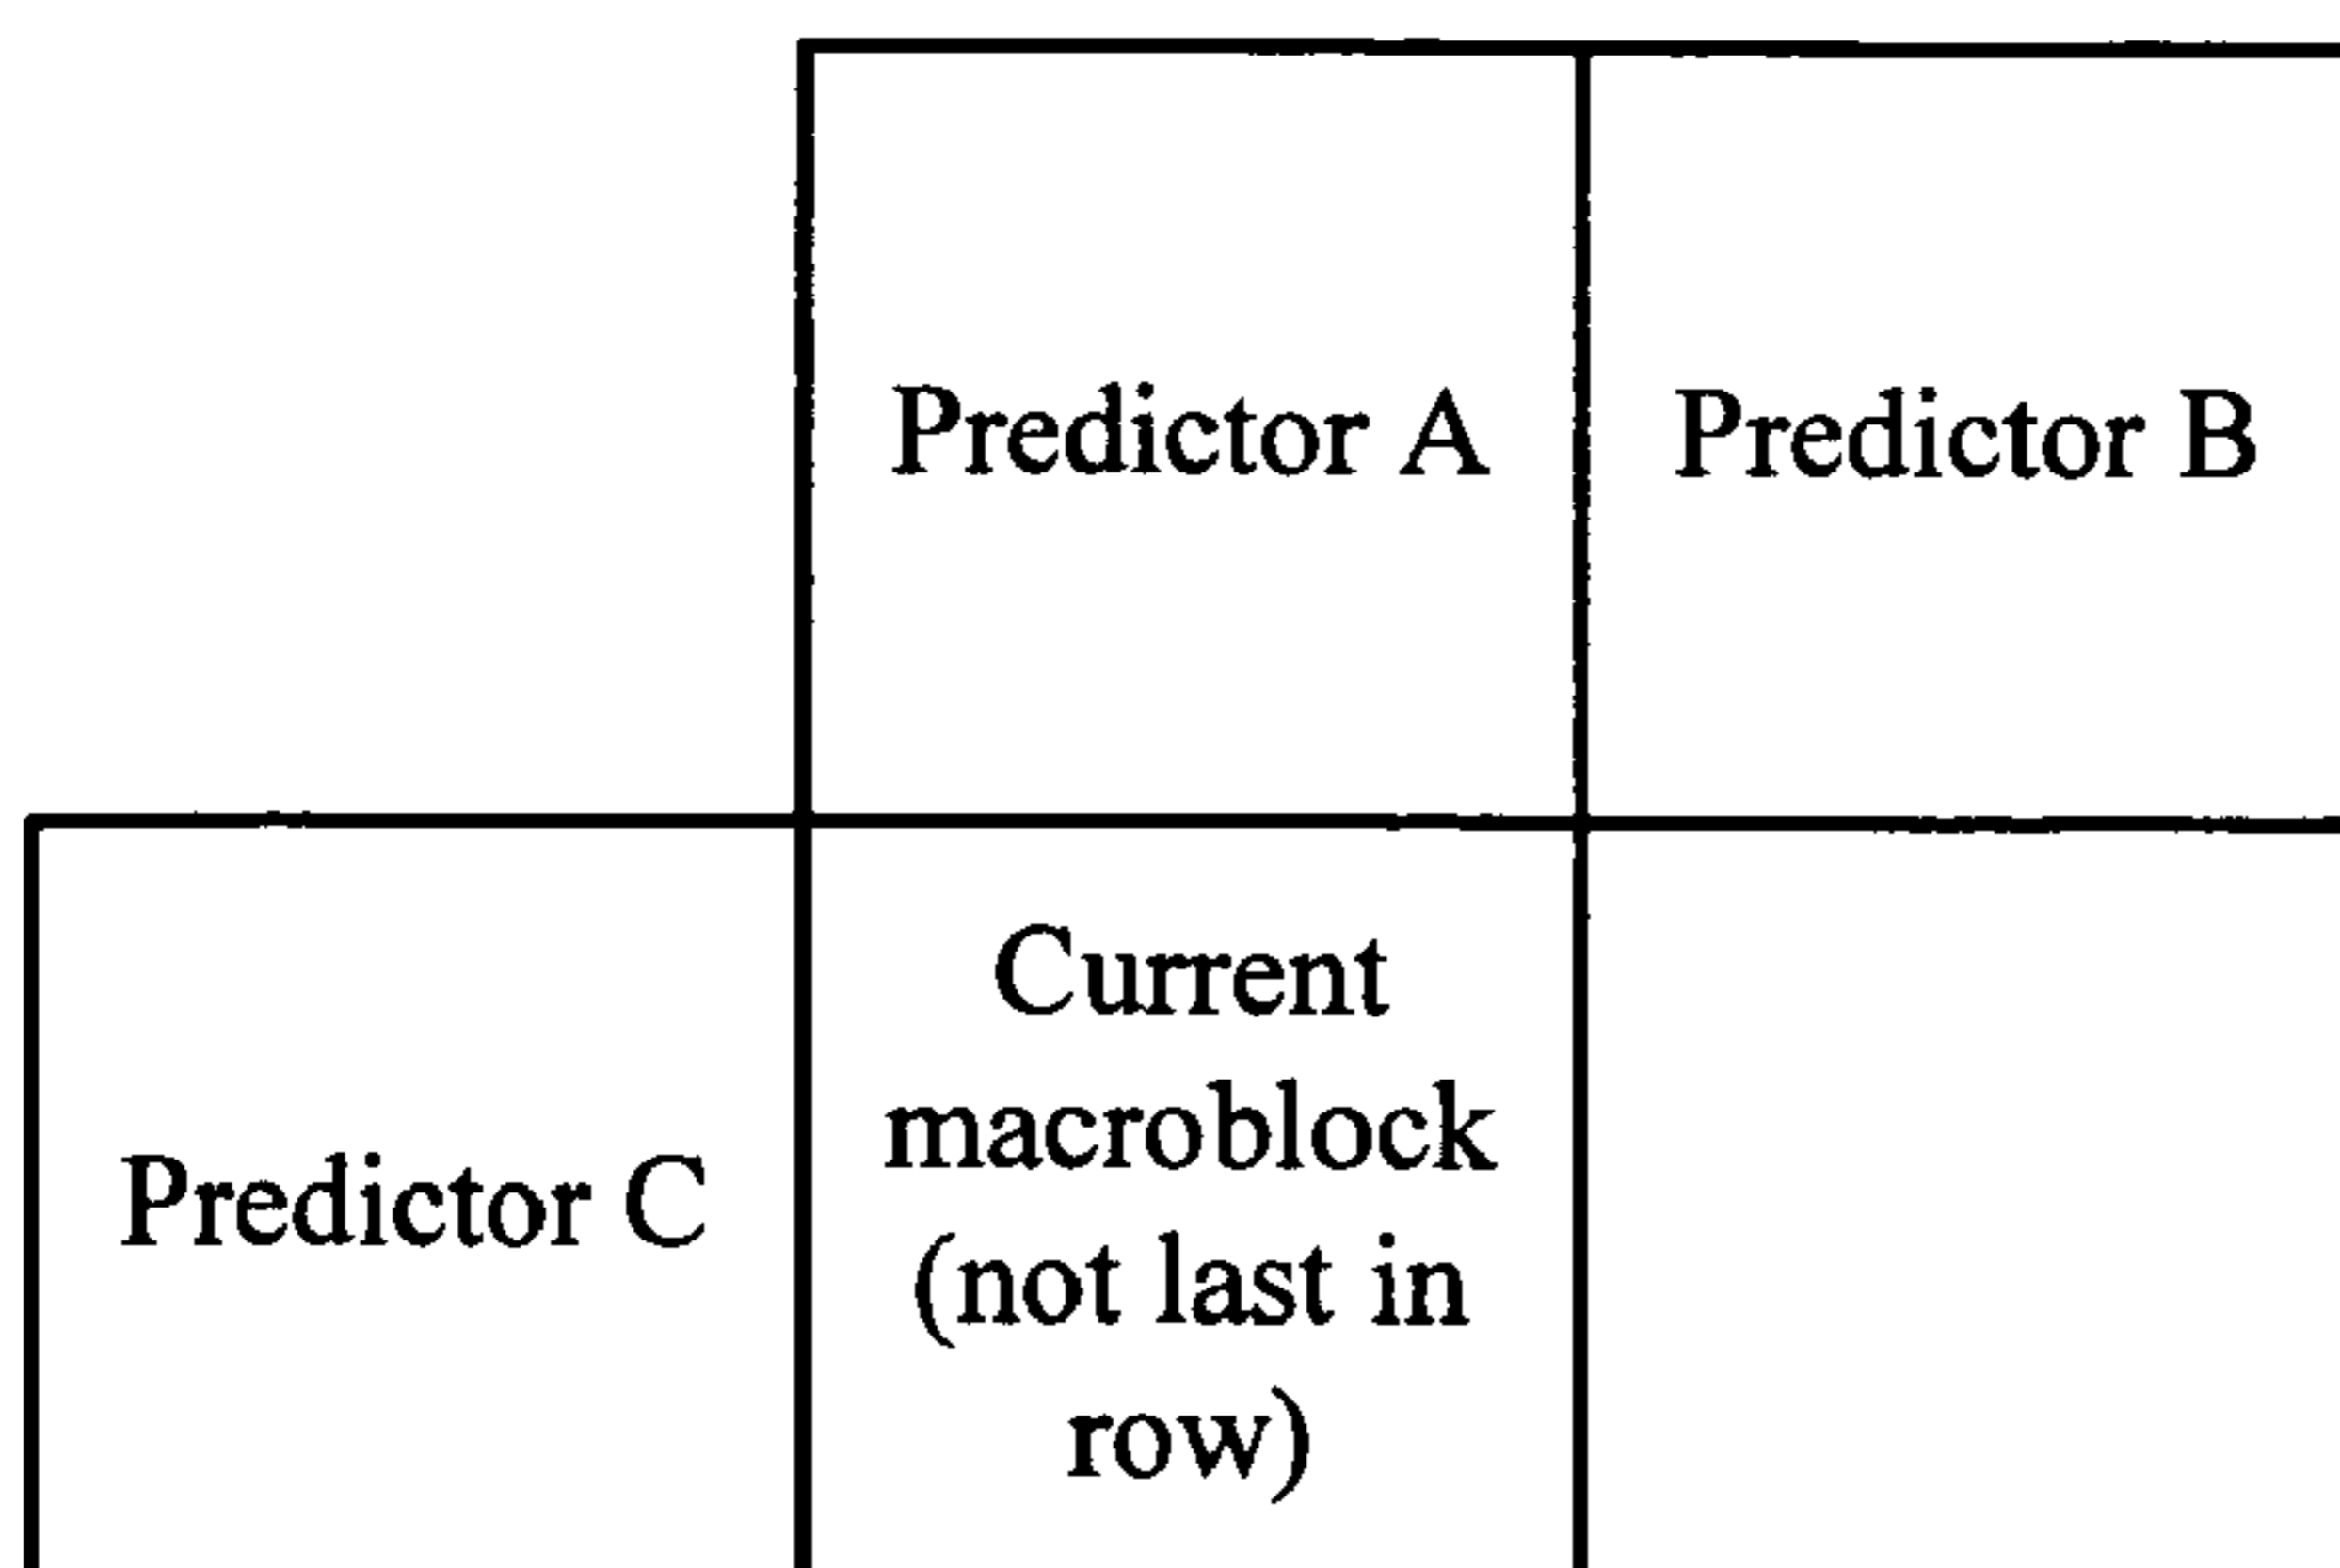 Predictor A
Predictor B
Predictor C
Current
macroblock
(not last in
row)